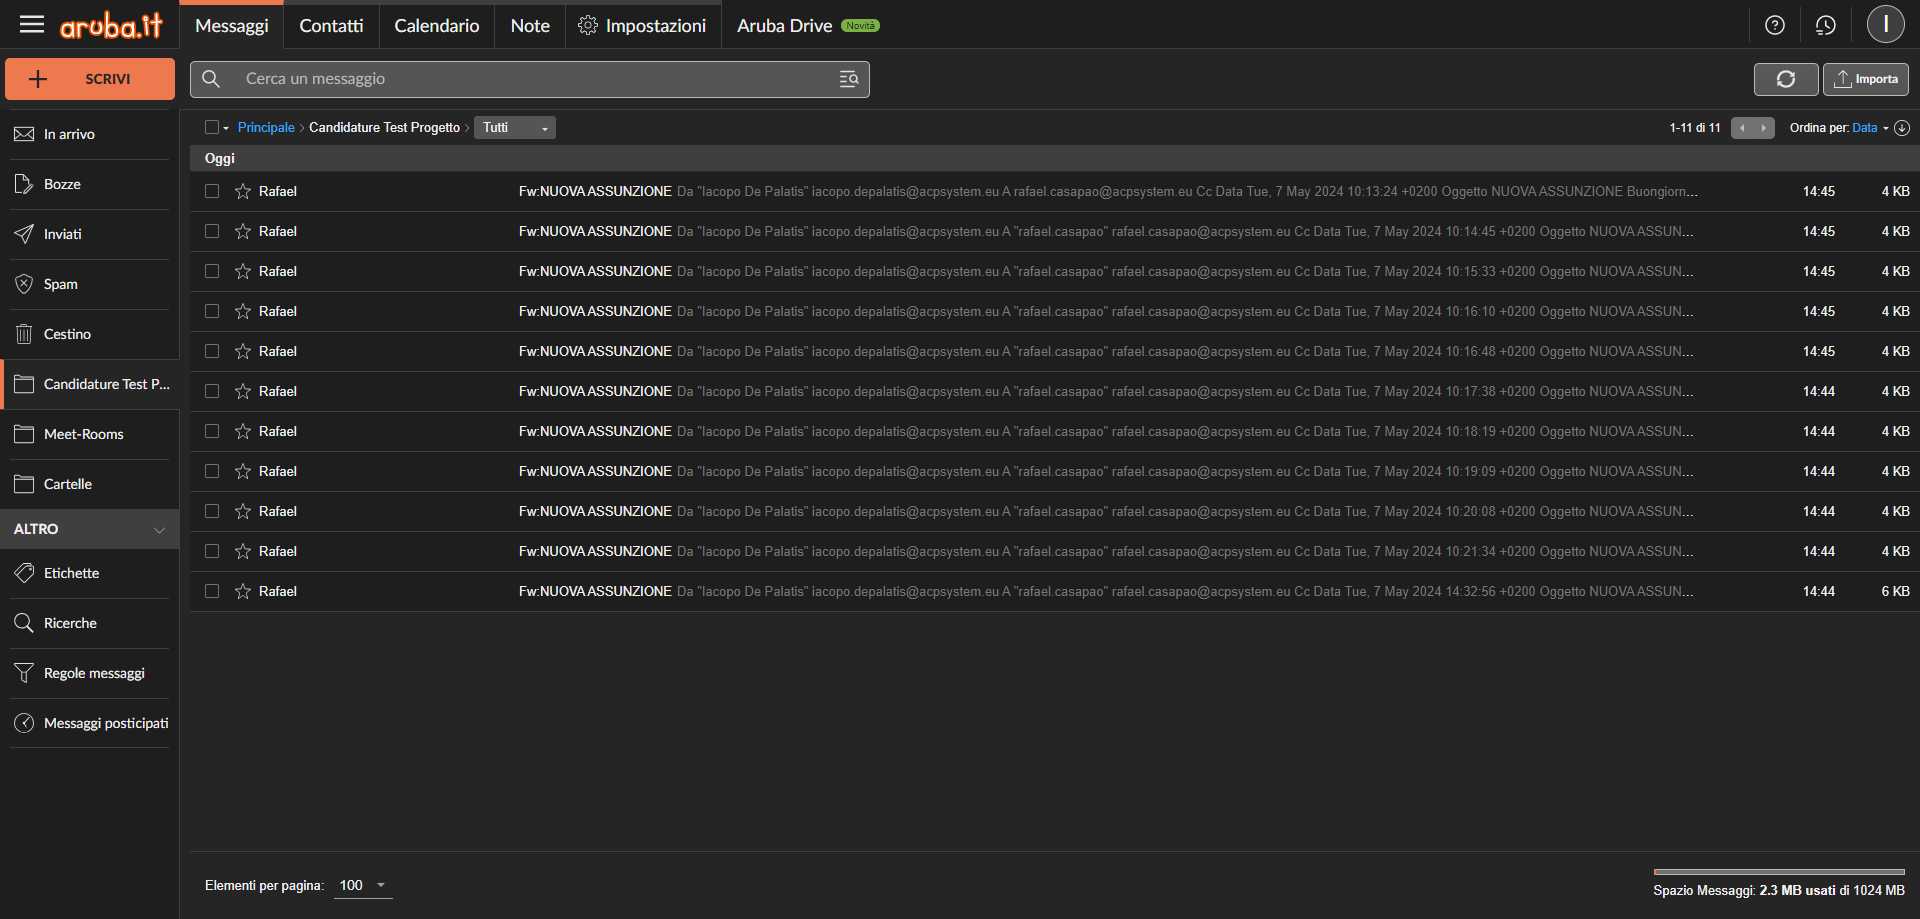 aruba.it Messaggi Contatti Calendario Note Impostazioni Aruba Drive Novità I
SCRIVI Cerca un messaggio Importa
In arrivo
Bozze
Inviati
Spam
Cestino
Candidature Test P...
Meet-Rooms
Cartelle
ALTRO
Etichette
Ricerche
Regole messaggi
Messaggi posticipati
Principale Candidature Test Progetto Tutti 1-11 di 11 Ordina per: Data
Oggi
Rafael Fw:NUOVA ASSUNZIONE Da "Iacopo De Palatis" iacopo.depalatis@acpsystem.eu A rafael.casapao@acpsystem.eu Cc Data Tue, 7 May 2024 10:13:24 +0200 Oggetto NUOVA ASSUNZIONE Buongiorn... 14:45 4 KB
Rafael Fw:NUOVA ASSUNZIONE Da "Iacopo De Palatis" iacopo.depalatis@acpsystem.eu A "rafael.casapao" rafael.casapao@acpsystem.eu Cc Data Tue, 7 May 2024 10:14:45 +0200 Oggetto NUOVA ASSUN... 14:45 4 KB
Rafael Fw:NUOVA ASSUNZIONE Da "Iacopo De Palatis" iacopo.depalatis@acpsystem.eu A "rafael.casapao" rafael.casapao@acpsystem.eu Cc Data Tue, 7 May 2024 10:15:33 +0200 Oggetto NUOVA ASSUN... 14:45 4 KB
Rafael Fw:NUOVA ASSUNZIONE Da "Iacopo De Palatis" iacopo.depalatis@acpsystem.eu A "rafael.casapao" rafael.casapao@acpsystem.eu Cc Data Tue, 7 May 2024 10:16:10 +0200 Oggetto NUOVA ASSUN... 14:45 4 KB
Rafael Fw:NUOVA ASSUNZIONE Da "Iacopo De Palatis" iacopo.depalatis@acpsystem.eu A "rafael.casapao" rafael.casapao@acpsystem.eu Cc Data Tue, 7 May 2024 10:16:48 +0200 Oggetto NUOVA ASSUN... 14:45 4 KB
Rafael Fw:NUOVA ASSUNZIONE Da "Iacopo De Palatis" iacopo.depalatis@acpsystem.eu A "rafael.casapao" rafael.casapao@acpsystem.eu Cc Data Tue, 7 May 2024 10:17:38 +0200 Oggetto NUOVA ASSUN... 14:44 4 KB
Rafael Fw:NUOVA ASSUNZIONE Da "Iacopo De Palatis" iacopo.depalatis@acpsystem.eu A "rafael.casapao" rafael.casapao@acpsystem.eu Cc Data Tue, 7 May 2024 10:18:19 +0200 Oggetto NUOVA ASSUN... 14:44 4 KB
Rafael Fw:NUOVA ASSUNZIONE Da "Iacopo De Palatis" iacopo.depalatis@acpsystem.eu A "rafael.casapao" rafael.casapao@acpsystem.eu Cc Data Tue, 7 May 2024 10:19:09 +0200 Oggetto NUOVA ASSUN... 14:44 4 KB
Rafael Fw:NUOVA ASSUNZIONE Da "Iacopo De Palatis" iacopo.depalatis@acpsystem.eu A "rafael.casapao" rafael.casapao@acpsystem.eu Cc Data Tue, 7 May 2024 10:20:08 +0200 Oggetto NUOVA ASSUN... 14:44 4 KB
Rafael Fw:NUOVA ASSUNZIONE Da "Iacopo De Palatis" iacopo.depalatis@acpsystem.eu A "rafael.casapao" rafael.casapao@acpsystem.eu Cc Data Tue, 7 May 2024 10:21:34 +0200 Oggetto NUOVA ASSUN... 14:44 4 KB
Rafael Fw:NUOVA ASSUNZIONE Da "Iacopo De Palatis" iacopo.depalatis@acpsystem.eu A "rafael.casapao" rafael.casapao@acpsystem.eu Cc Data Tue, 7 May 2024 14:32:56 +0200 Oggetto NUOVA ASSUN... 14:44 6 KB
Elementi per pagina: 100
Spazio Messaggi: 2.3 MB usati di 1024 MB